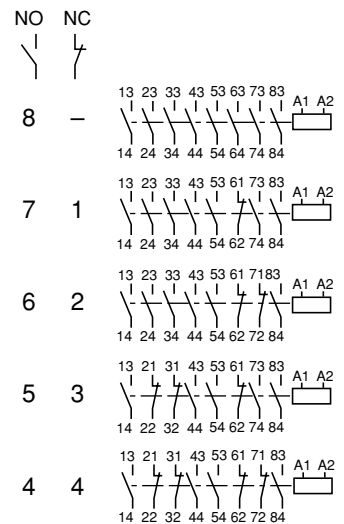 NO NC
13 23 33 43 53 63 73 83
A1 A2
8 –
14 24 34 44 54 64 74 84
13 23 33 43 53 61 73 83
A1 A2
7 1
14 24 34 44 54 62 74 84
13 23 33 43 53 61 71 83
A1 A2
6 2
14 24 34 44 54 62 72 84
13 21 31 43 53 61 73 83
A1 A2
5 3
14 22 32 44 54 62 74 84
13 21 31 43 53 61 71 83
A1 A2
4 4
14 22 32 44 54 62 72 84